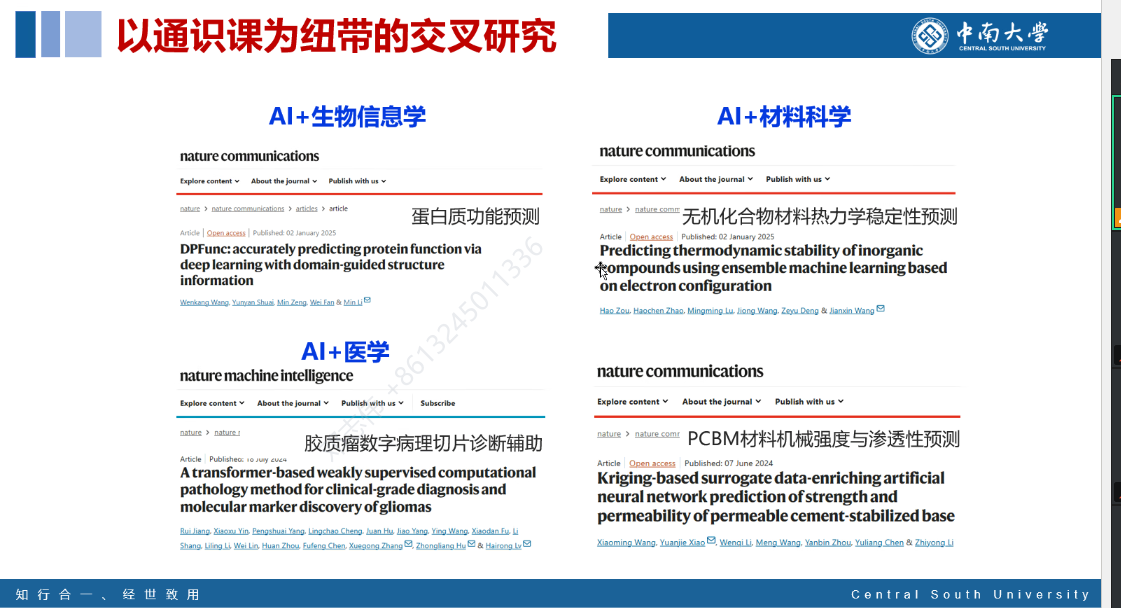 以通识课为纽带的交叉研究
中南大学
CENTRAL SOUTH UNIVERSITY
AI+生物信息学
nature communications
Explore content
About the journal
Publish with us
nature > nature communications > articles > article
蛋白质功能预测
Article | Open access | Published: 02 January 2025
DPFunc: accurately predicting protein function via
deep learning with domain-guided structure
information
Wenkang Wang, Yunyan Shuai, Min Zeng, Wei Fan & Min Li
AI+材料科学
nature communications
Explore content
About the journal
Publish with us
nature > nature comm
无机化合物材料热力学稳定性预测
Article | Open access | Published: 02 January 2025
Predicting thermodynamic stability of inorganic
compounds using ensemble machine learning based
on electron configuration
Hao Zou, Haochen Zhao, Mingming Lu, Jiong Wang, Zeyu Deng & Jianxin Wang
AI+医学
nature machine intelligence
Explore content
About the journal
Publish with us
Subscribe
nature > nature
胶质瘤数字病理切片诊断辅助
Article | Published: 18 July 2024
A transformer-based weakly supervised computational
pathology method for clinical-grade diagnosis and
molecular marker discovery of gliomas
Rui Jiang, Xiaoxu Yin, Pengshuai Yang, Lingchao Cheng, Juan Hu, Jiao Yang, Ying Wang, Xiaodan Fu, Li
Shang, Liling Li, Wei Lin, Huan Zhou, Fufeng Chen, Xuegong Zhang, Zhongliang Hu & Hairong Lv
nature communications
Explore content
About the journal
Publish with us
nature > nature comr
PCBM材料机械强度与渗透性预测
Article | Open access | Published: 07 June 2024
Kriging-based surrogate data-enriching artificial
neural network prediction of strength and
permeability of permeable cement-stabilized base
Xiaoming Wang, Yuanjie Xiao, Wenqi Li, Meng Wang, Yanbin Zhou, Yuliang Chen & Zhiyong Li
+8613245011336
知行合一、经世致用
Central South University